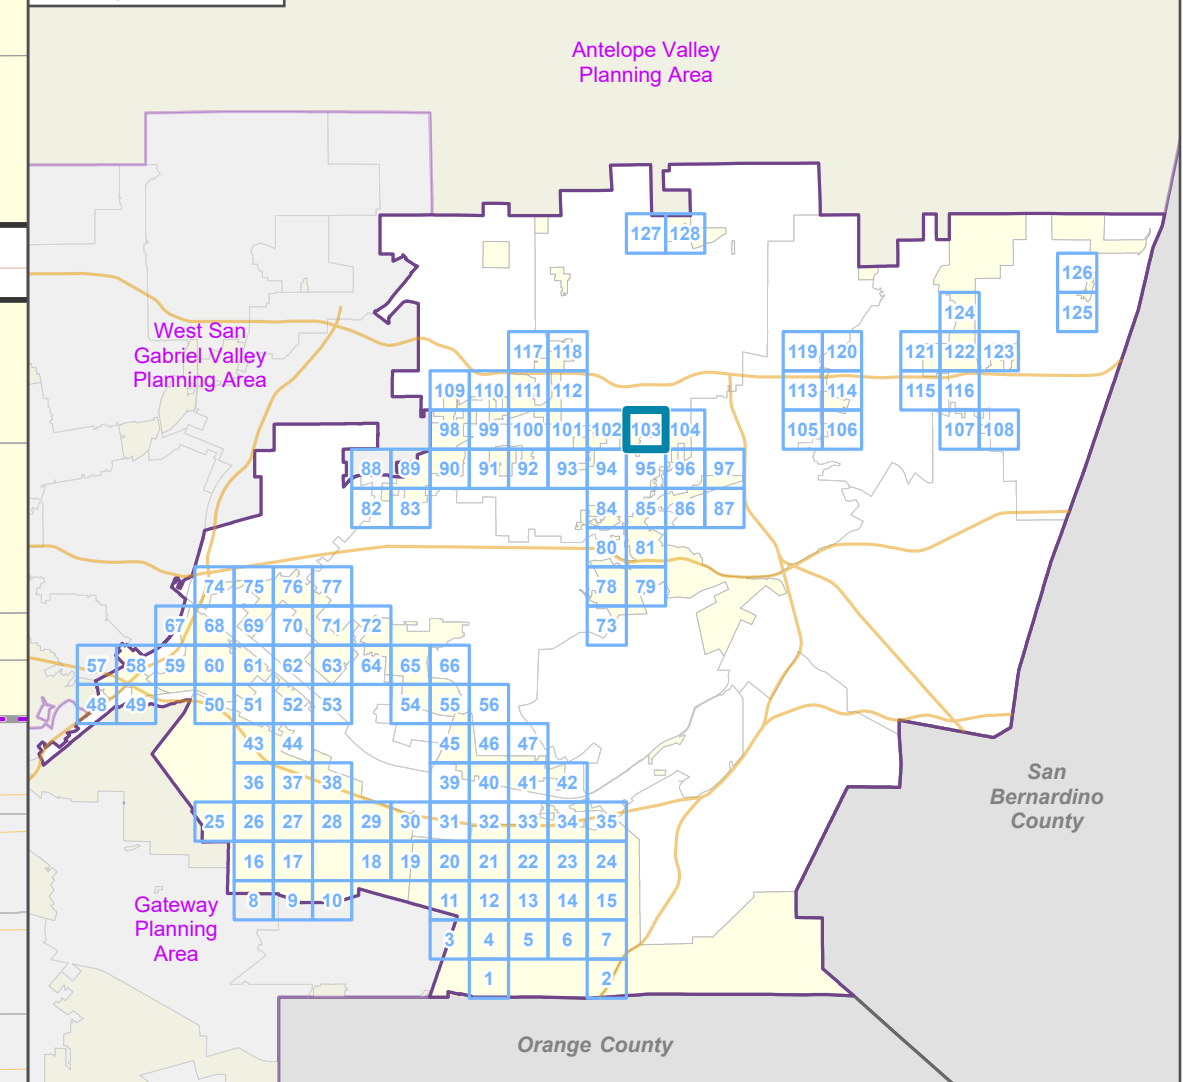 Antelope Valley
Planning Area
127 128
126
124 125
West San
Gabriel Valley
Planning Area
117 118 119 120 121 122 123
109 110 111 112 113 114 115 116
98 99 100 101 102 103 104 105 106 107 108
88 89 90 91 92 93 94 95 96 97
82 83 84 85 86 87
80 81
74 75 76 77 78 79
67 68 69 70 71 72 73
57 58 59 60 61 62 63 64 65 66
48 49 50 51 52 53 54 55 56
43 44 45 46 47
36 37 38 39 40 41 42
San
Bernardino
County
25 26 27 28 29 30 31 32 33 34 35
16 17 18 19 20 21 22 23 24
8 9 10 11 12 13 14 15
Gateway
Planning
Area
3 4 5 6 7
1 2
Orange County